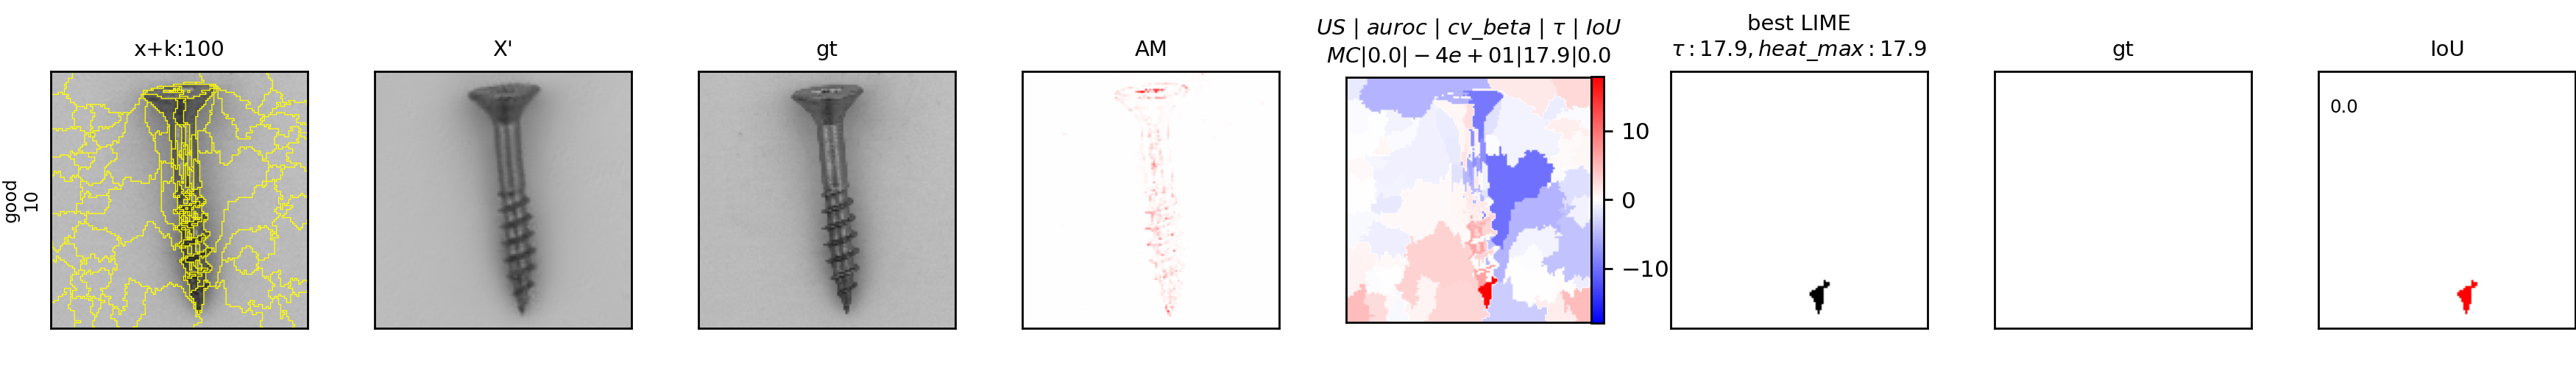 x+k:100
X'
gt
AM
US | auroc | cv_beta | τ | IoU
MC|0.0| − 4e + 01|17.9|0.0
best LIME
τ : 17.9, heat_max : 17.9
gt
IoU
good
10
10
0
−10
0.0